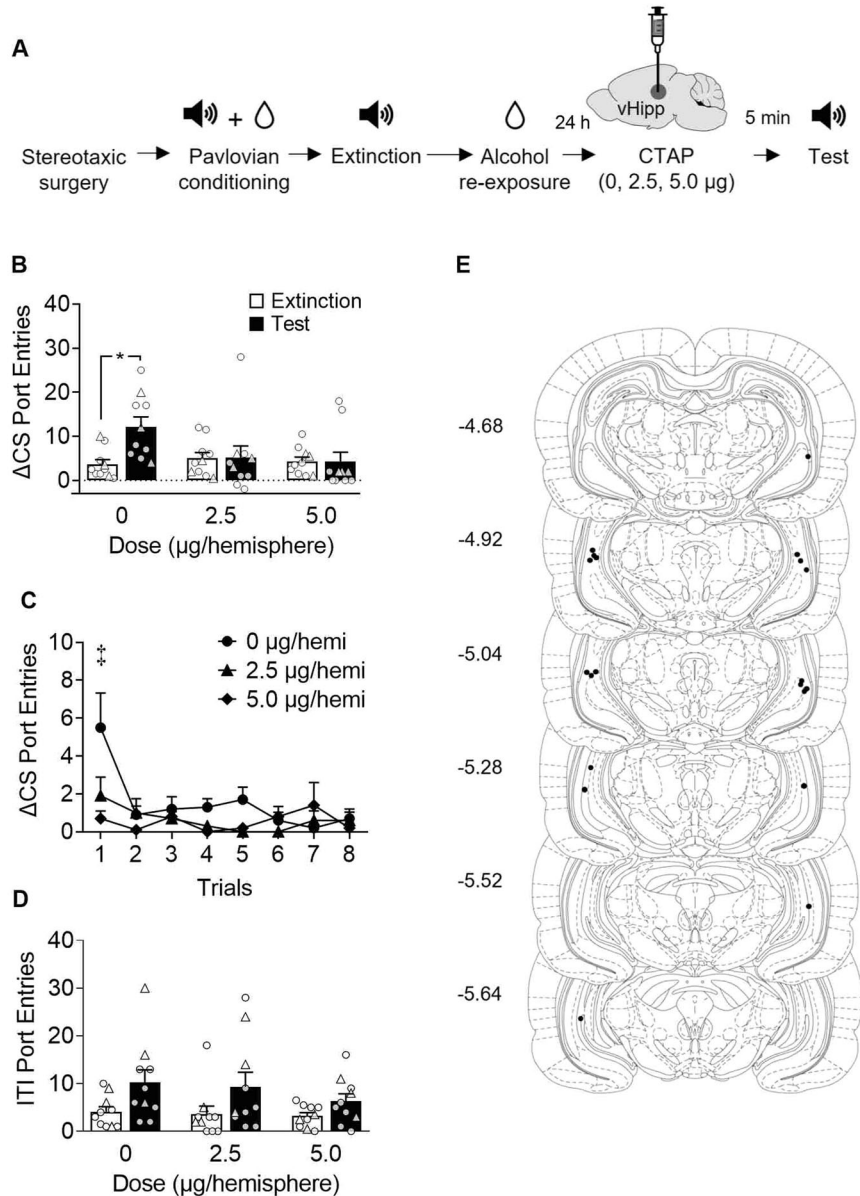 A
vHipp
24 h
5 min
+
Stereotaxic surgery
Pavlovian conditioning
Extinction
Alcohol re-exposure
CTAP (0, 2.5, 5.0 µg)
Test
B
ΔCS Port Entries
40
30
20
10
0
Extinction
Test
*
0 2.5 5.0
Dose (µg/hemisphere)
C
ΔCS Port Entries
10
8
6
4
2
0
‡
0 µg/hemi
2.5 µg/hemi
5.0 µg/hemi
1 2 3 4 5 6 7 8
Trials
D
ITI Port Entries
40
30
20
10
0
0 2.5 5.0
Dose (µg/hemisphere)
E
-4.68
-4.92
-5.04
-5.28
-5.52
-5.64